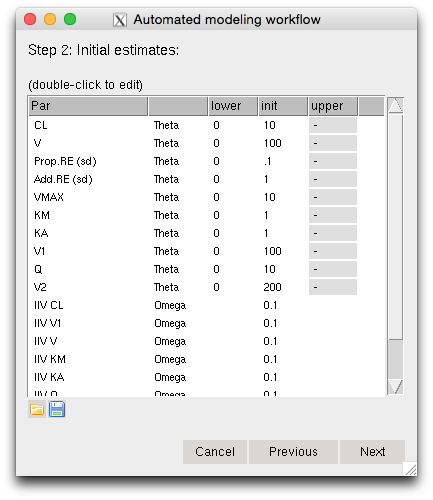 Automated modeling workflow
Step 2: Initial estimates:
(double-click to edit)
Par lower init upper
CL Theta 0 10 -
V Theta 0 100 -
Prop.RE (sd) Theta 0 .1 -
Add.RE (sd) Theta 0 1 -
VMAX Theta 0 10 -
KM Theta 0 1 -
KA Theta 0 1 -
V1 Theta 0 100 -
Q Theta 0 10 -
V2 Theta 0 200 -
IIV CL Omega 0.1
IIV V1 Omega 0.1
IIV V Omega 0.1
IIV KM Omega 0.1
IIV KA Omega 0.1
IIV Q Omega 0.1
Cancel Previous Next